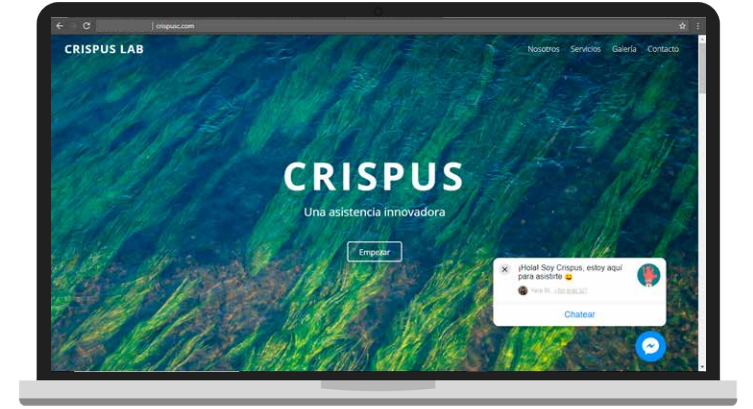 crispusc.com
CRISPUS LAB
Nosotros Servicios Galería Contacto
CRISPUS
Una asistencia innovadora
Empezar
¡Hola! Soy Crispus, estoy aquí
para asistirte 😀
Chatear